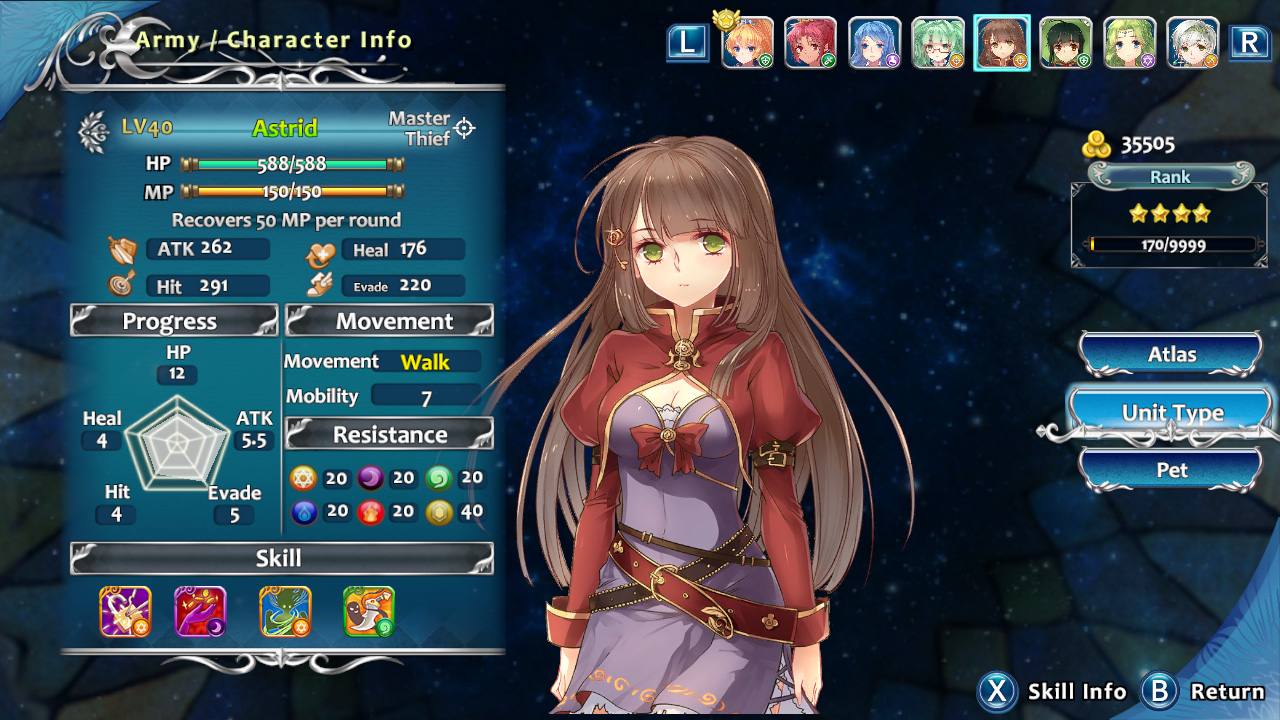 Army / Character Info
L
R
LV40
Astrid
Master
Thief
HP 588/588
MP 150/150
Recovers 50 MP per round
ATK 262
Heal 176
Hit 291
Evade 220
Progress
Movement
HP
12
Heal
4
ATK
5.5
Hit
4
Evade
5
Movement Walk
Mobility 7
Resistance
20 20 20
20 20 40
Skill
35505
Rank
170/9999
Atlas
Unit Type
Pet
X Skill Info B Return